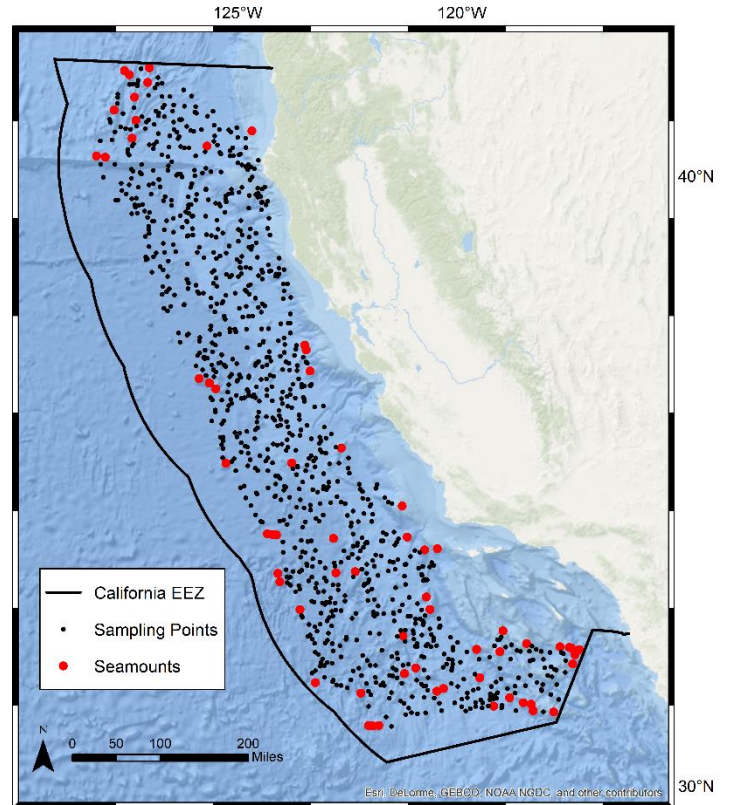 125°W 120°W
40°N
California EEZ
Sampling Points
Seamounts
N
0 50 100 200
Miles
Esri, DeLorme, GEBCO, NOAA NGDC, and other contributors
30°N